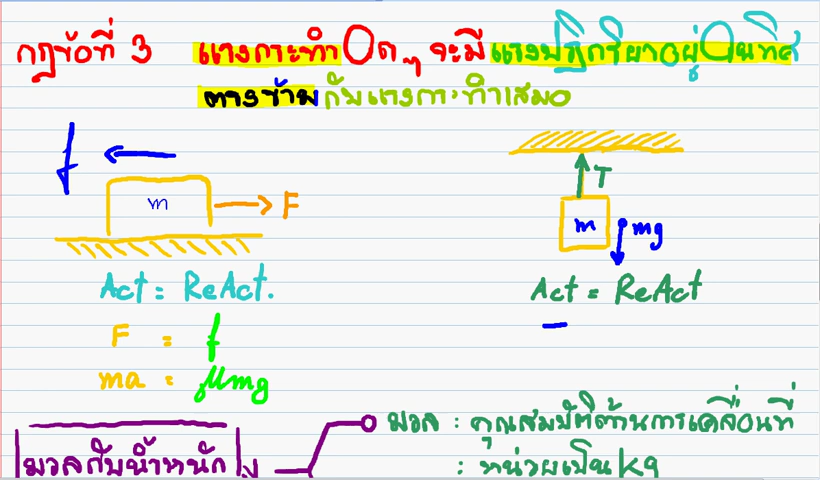 กฎข้อที่ 3 แรงกระทำใด ๆ จะมีแรงปฏิกริยาอยู่ในทิศ
ตรงข้ามกับแรงกระทำเสมอ
f
m
F
T
m
mg
Act = ReAct.
Act = ReAct
F = f
ma = μmg
มวล : คุณสมบัติต้านการเคลื่อนที่
มวลกับน้ำหนัก
: หน่วยเป็น kg